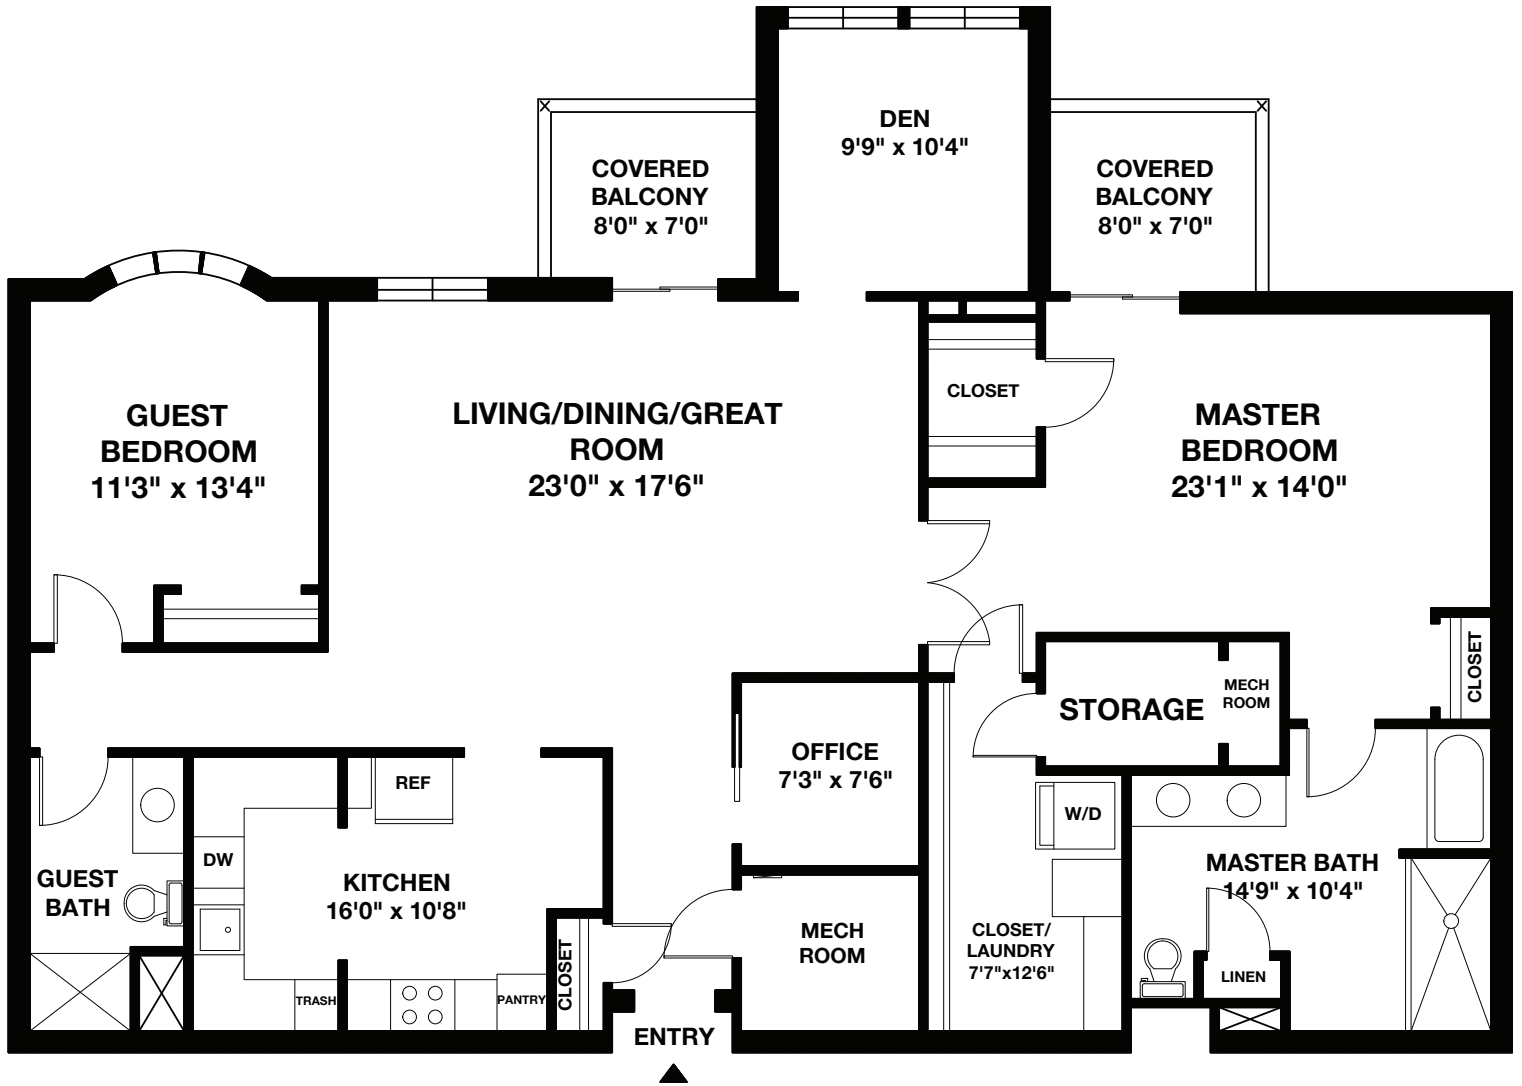 DEN
9'9" x 10'4"
COVERED
BALCONY
8'0" x 7'0"
COVERED
BALCONY
8'0" x 7'0"
GUEST
BEDROOM
11'3" x 13'4"
LIVING/DINING/GREAT
ROOM
23'0" x 17'6"
CLOSET
MASTER
BEDROOM
23'1" x 14'0"
CLOSET
STORAGE
MECH
ROOM
OFFICE
7'3" x 7'6"
REF
W/D
DW
GUEST
BATH
KITCHEN
16'0" x 10'8"
MASTER BATH
14'9" x 10'4"
MECH
ROOM
CLOSET/
LAUNDRY
7'7"x12'6"
CLOSET
LINEN
TRASH
PANTRY
ENTRY